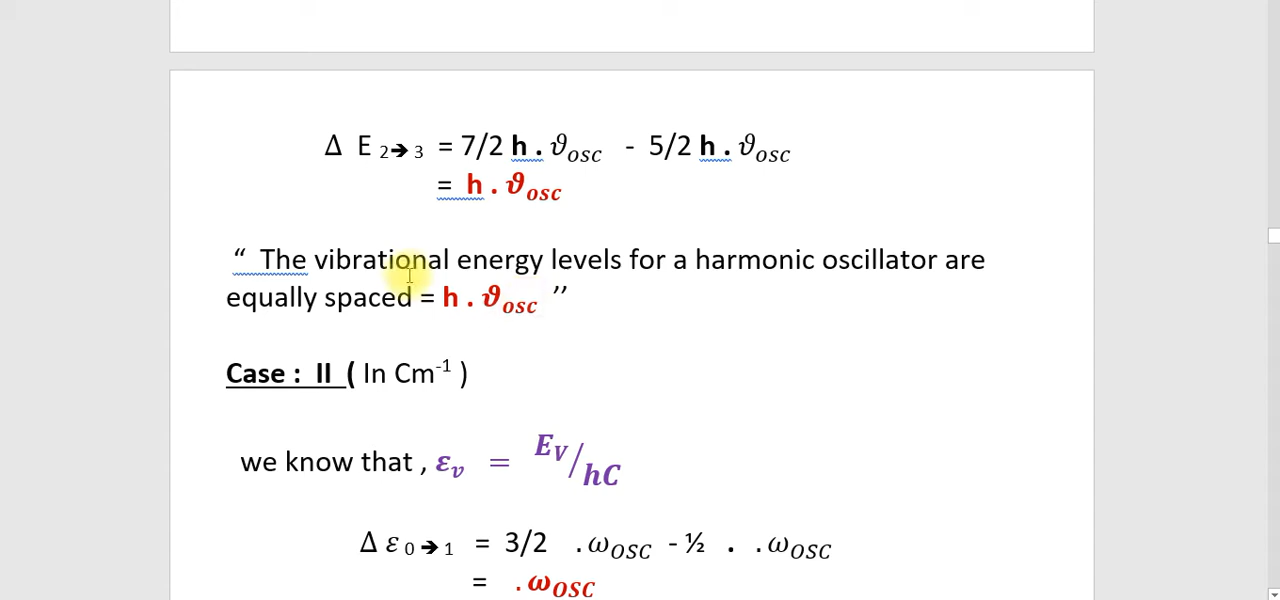 Δ E 2➔ 3 = 7/2 h . ϑosc - 5/2 h . ϑosc
= h . ϑosc
“ The vibrational energy levels for a harmonic oscillator are
equally spaced = h . ϑosc ”
Case : II ( In Cm-1 )
we know that , εv = EV/hC
Δ ε 0 ➔ 1 = 3/2 .ωOSC - ½ . .ωOSC
= .ωOSC